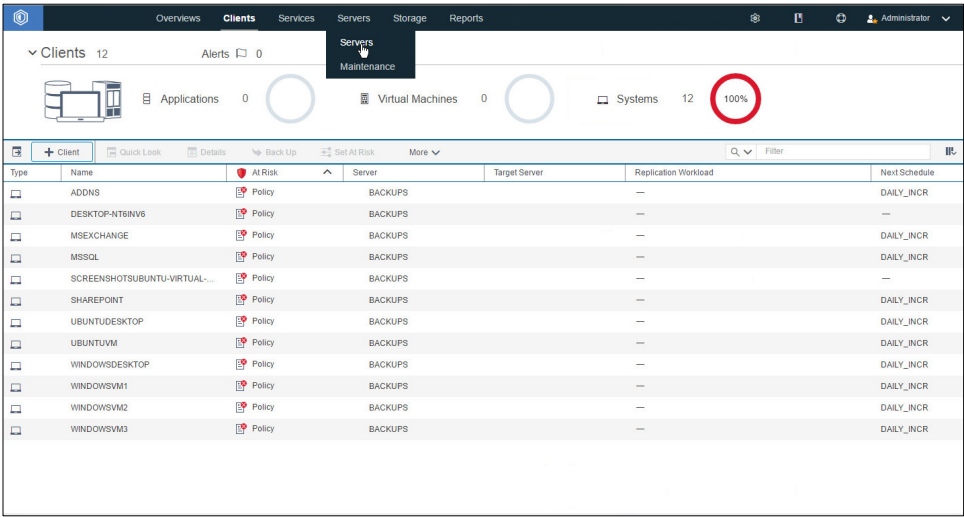 Overviews Clients Services Servers Storage Reports Administrator
Servers
Maintenance
Clients 12 Alerts 0
Applications 0 Virtual Machines 0 Systems 12 100%
+ Client Quick Look Details Back Up Set At Risk More Filter
Type Name At Risk Server Target Server Replication Workload Next Schedule
ADDNS Policy BACKUPS — DAILY_INCR
DESKTOP-NT6INV6 Policy BACKUPS — —
MSEXCHANGE Policy BACKUPS — DAILY_INCR
MSSQL Policy BACKUPS — DAILY_INCR
SCREENSHOTSUBUNTU-VIRTUAL-... Policy BACKUPS — —
SHAREPOINT Policy BACKUPS — DAILY_INCR
UBUNTUDESKTOP Policy BACKUPS — DAILY_INCR
UBUNTUVM Policy BACKUPS — DAILY_INCR
WINDOWSDESKTOP Policy BACKUPS — DAILY_INCR
WINDOWSVM1 Policy BACKUPS — DAILY_INCR
WINDOWSVM2 Policy BACKUPS — DAILY_INCR
WINDOWSVM3 Policy BACKUPS — DAILY_INCR